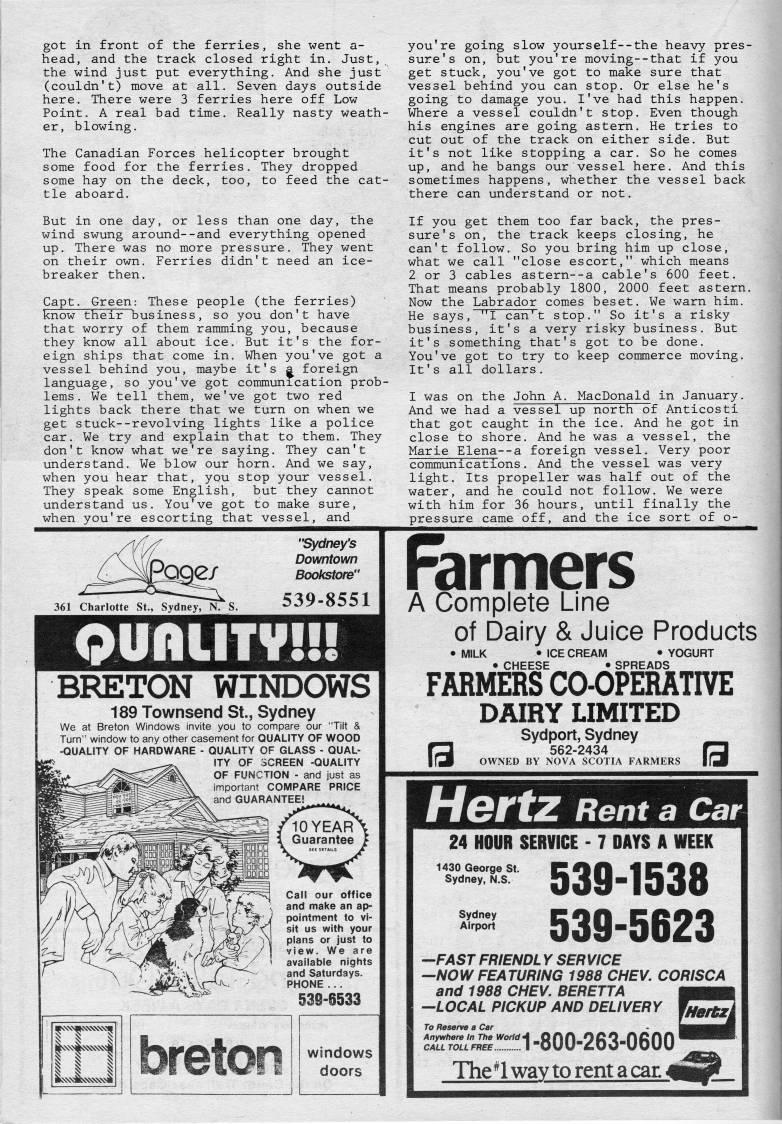 got in front of the ferries, she went a-
head, and the track closed right in. Just,
the wind just put everything. And she just
(couldn't) move at all. Seven days outside
here. There were 3 ferries here off Low
Point. A real bad time. Really nasty weath-
er, blowing.

The Canadian Forces helicopter brought
some food for the ferries. They dropped
some hay on the deck, too, to feed the cat-
tle aboard.

But in one day, or less than one day, the
wind swung around--and everything opened
up. There was no more pressure. They went
on their own. Ferries didn't need an ice-
breaker then.

Capt. Green: These people (the ferries)
know their business, so you don't have
that worry of them ramming you, because
they know all about ice. But it's the for-
eign ships that come in. When you've got a
vessel behind you, maybe it's a foreign
language, so you've got communication prob-
lems. We tell them, we've got two red
lights back there that we turn on when we
get stuck--revolving lights like a police
car. We try and explain that to them. They
don't know what we're saying. They can't
understand. We blow our horn. And we say,
when you hear that, you stop your vessel.
They speak some English, but they cannot
understand us. You've got to make sure,
when you're escorting that vessel, and
you're going slow yourself--the heavy pres-
sure's on, but you're moving--that if you
get stuck, you've got to make sure that
vessel behind you can stop. Or else he's
going to damage you. I've had this happen.
Where a vessel couldn't stop. Even though
his engines are going astern. He tries to
cut out of the track on either side. But
it's not like stopping a car. So he comes
up, and he bangs our vessel here. And this
sometimes happens, whether the vessel back
there can understand or not.

If you get them too far back, the pres-
sure's on, the track keeps closing, he
can't follow. So you bring him up close,
what we call "close escort," which means
2 or 3 cables astern--a cable's 600 feet.
That means probably 1800, 2000 feet astern.
Now the Labrador comes beset. We warn him.
He says, "I can't stop." So it's a risky
business, it's a very risky business. But
it's something that's got to be done.
You've got to try to keep commerce moving.
It's all dollars.

I was on the John A. MacDonald in January.
And we had a vessel up north of Anticosti
that got caught in the ice. And he got in
close to shore. And he was a vessel, the
Marie Elena--a foreign vessel. Very poor
communications. And the vessel was very
light. Its propeller was half out of the
water, and he could not follow. We were
with him for 36 hours, until finally the
pressure came off, and the ice sort of o-

Pages
"Sydney's
Downtown
Bookstore"
361 Charlotte St., Sydney, N. S.
539-8551

QUALITY!!!
BRETON WINDOWS
189 Townsend St., Sydney
We at Breton Windows invite you to compare our "Tilt &
Turn" window to any other casement for QUALITY OF WOOD
-QUALITY OF HARDWARE - QUALITY OF GLASS - QUAL-
ITY OF SCREEN -QUALITY
OF FUNCTION - and just as
important COMPARE PRICE
and GUARANTEE!
10 YEAR
Guarantee
SEE DETAILS
Call our office
and make an ap-
pointment to vi-
sit us with your
plans or just to
view. We are
available nights
and Saturdays.
PHONE . . .
539-6533
breton
windows
doors

Farmers
A Complete Line
of Dairy & Juice Products
• MILK • ICE CREAM • YOGURT
• CHEESE • SPREADS
FARMERS CO-OPERATIVE
DAIRY LIMITED
Sydport, Sydney
562-2434
OWNED BY NOVA SCOTIA FARMERS

Hertz Rent a Car
24 HOUR SERVICE - 7 DAYS A WEEK
1430 George St.
Sydney, N.S.
539-1538
Sydney
Airport
539-5623
—FAST FRIENDLY SERVICE
—NOW FEATURING 1988 CHEV. CORISCA
and 1988 CHEV. BERETTA
—LOCAL PICKUP AND DELIVERY
Hertz
To Reserve a Car
Anywhere In The World
CALL TOLL FREE .......... 1-800-263-0600
The #1 way to rent a car.